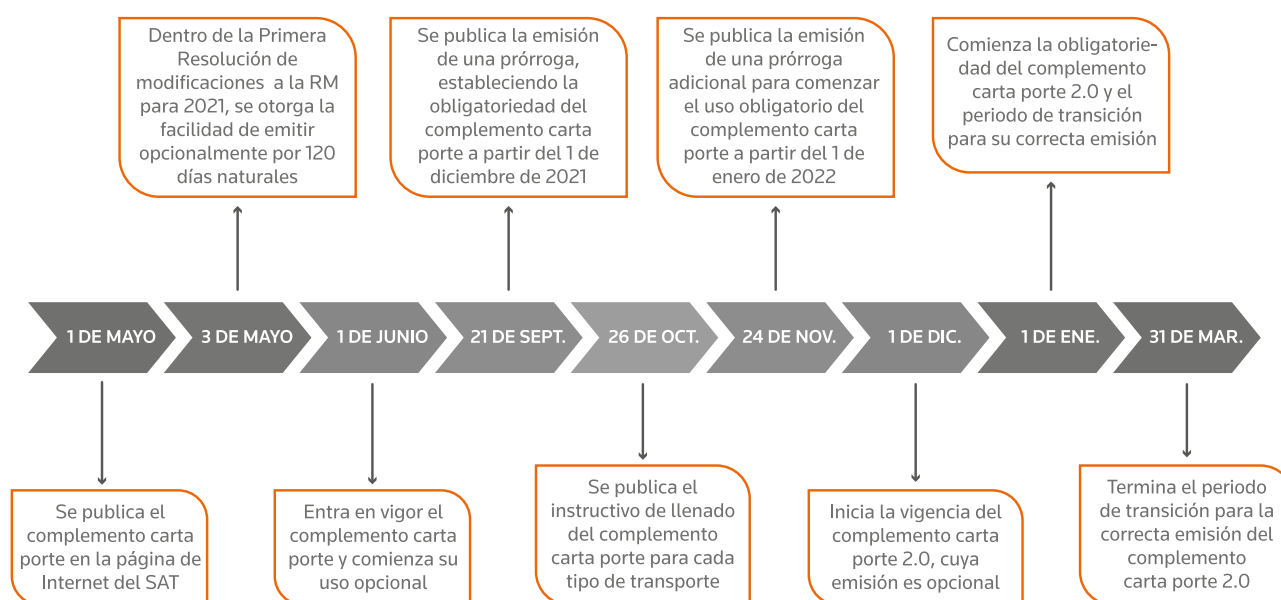 Dentro de la Primera
Resolución de
modificaciones a la RM
para 2021, se otorga la
facilidad de emitir
opcionalmente por 120
días naturales
Se publica la emisión
de una prórroga,
estableciendo la
obligatoriedad del
complemento carta
porte a partir del 1 de
diciembre de 2021
Se publica la emisión
de una prórroga
adicional para comenzar
el uso obligatorio del
complemento carta
porte a partir del 1 de
enero de 2022
Comienza la obligatorie-
dad del complemento
carta porte 2.0 y el
periodo de transición
para su correcta emisión
1 DE MAYO
3 DE MAYO
1 DE JUNIO
21 DE SEPT.
26 DE OCT.
24 DE NOV.
1 DE DIC.
1 DE ENE.
31 DE MAR.
Se publica el
complemento carta
porte en la página de
Internet del SAT
Entra en vigor el
complemento carta
porte y comienza su
uso opcional
Se publica el
instructivo de llenado
del complemento
carta porte para cada
tipo de transporte
Inicia la vigencia del
complemento carta
porte 2.0, cuya
emisión es opcional
Termina el periodo
de transición para la
correcta emisión del
complemento
carta porte 2.0